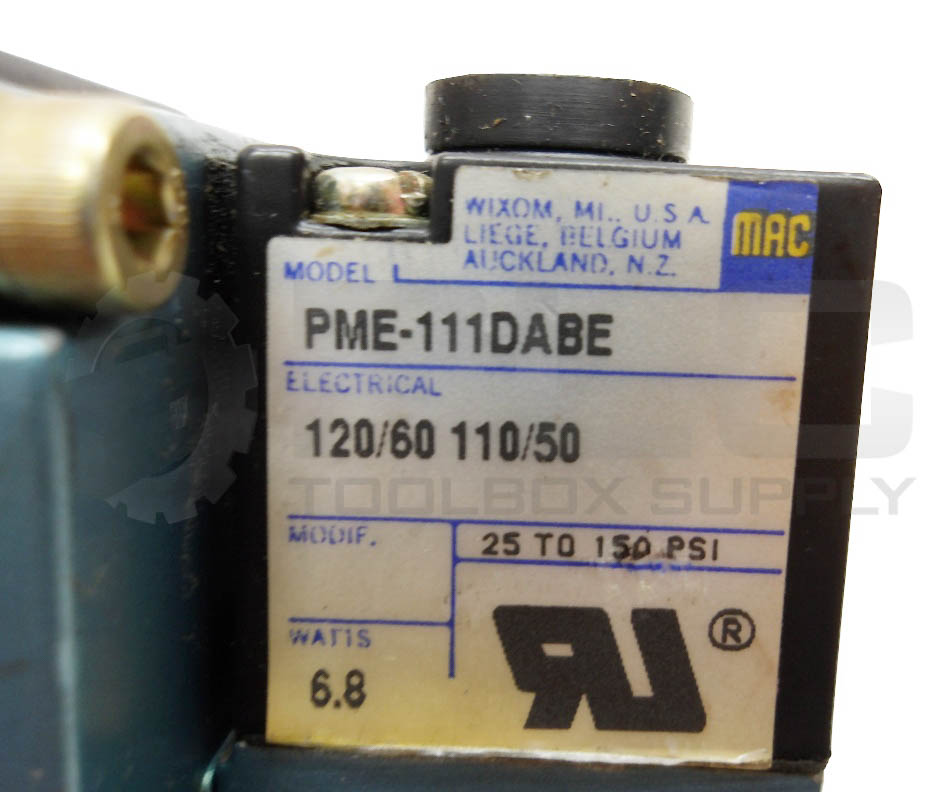 WIXOM, MI., U.S.A.
LIEGE, BELGIUM
AUCKLAND, N.Z.
MAC
MODEL
PME-111DABE
ELECTRICAL
120/60 110/50
TOOLBOX SUPPLY
MODIF.
25 TO 150 PSI
WATTS
6.8
RU
®